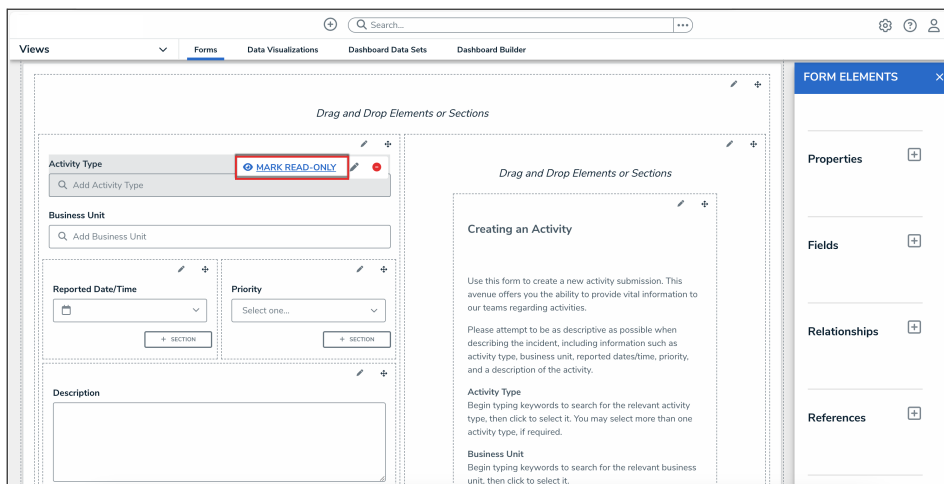 Search...
Views
Forms
Data Visualizations
Dashboard Data Sets
Dashboard Builder
FORM ELEMENTS
Drag and Drop Elements or Sections
Activity Type
MARK READ-ONLY
Add Activity Type
Business Unit
Add Business Unit
Reported Date/Time
Priority
Select one...
+ SECTION
+ SECTION
Description
Drag and Drop Elements or Sections
Creating an Activity
Use this form to create a new activity submission. This
avenue offers you the ability to provide vital information to
our teams regarding activities.
Please attempt to be as descriptive as possible when
describing the incident, including information such as
activity type, business unit, reported dates/time, priority,
and a description of the activity.
Activity Type
Begin typing keywords to search for the relevant activity
type, then click to select it. You may select more than one
activity type, if required.
Business Unit
Begin typing keywords to search for the relevant business
unit, then click to select it.
Properties
Fields
Relationships
References